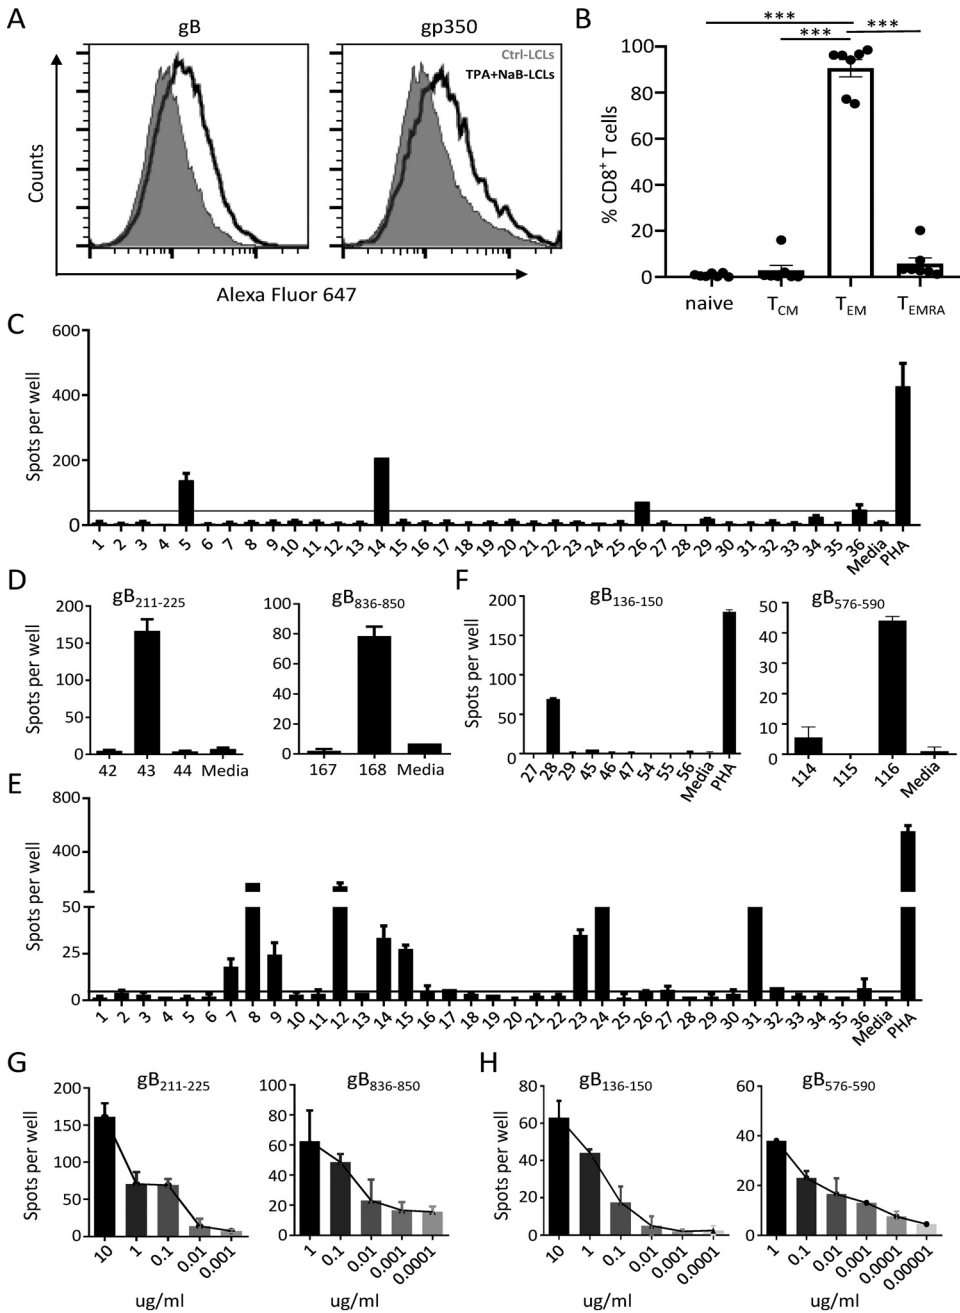 A
gB
gp350
Ctrl-LCLs
TPA+NaB-LCLs
Counts
Alexa Fluor 647
B
***
*** ***
% CD8+ T cells
100
80
60
40
20
0
naive TCM TEM TEMRA
C
Spots per well
600
400
200
0
1 2 3 4 5 6 7 8 9 10 11 12 13 14 15 16 17 18 19 20 21 22 23 24 25 26 27 28 29 30 31 32 33 34 35 36 Media PHA
D
gB211-225
Spots per well
200
150
100
50
0
42 43 44 Media
gB836-850
100
80
60
40
20
0
167 168 Media
F
gB136-150
Spots per well
200
150
100
50
0
27 28 29 45 46 47 54 55 56 Media PHA
gB576-590
50
40
30
20
10
0
114 115 116 Media
E
Spots per well
800
400
50
25
0
1 2 3 4 5 6 7 8 9 10 11 12 13 14 15 16 17 18 19 20 21 22 23 24 25 26 27 28 29 30 31 32 33 34 35 36 Media PHA
G
gB211-225
Spots per well
200
150
100
50
0
10 1 0.1 0.01 0.001
ug/ml
gB836-850
100
80
60
40
20
0
1 0.1 0.01 0.001 0.0001
ug/ml
H
gB136-150
Spots per well
80
60
40
20
0
10 1 0.1 0.01 0.001 0.0001
ug/ml
gB576-590
60
40
20
0
1 0.1 0.01 0.001 0.0001 0.00001
ug/ml